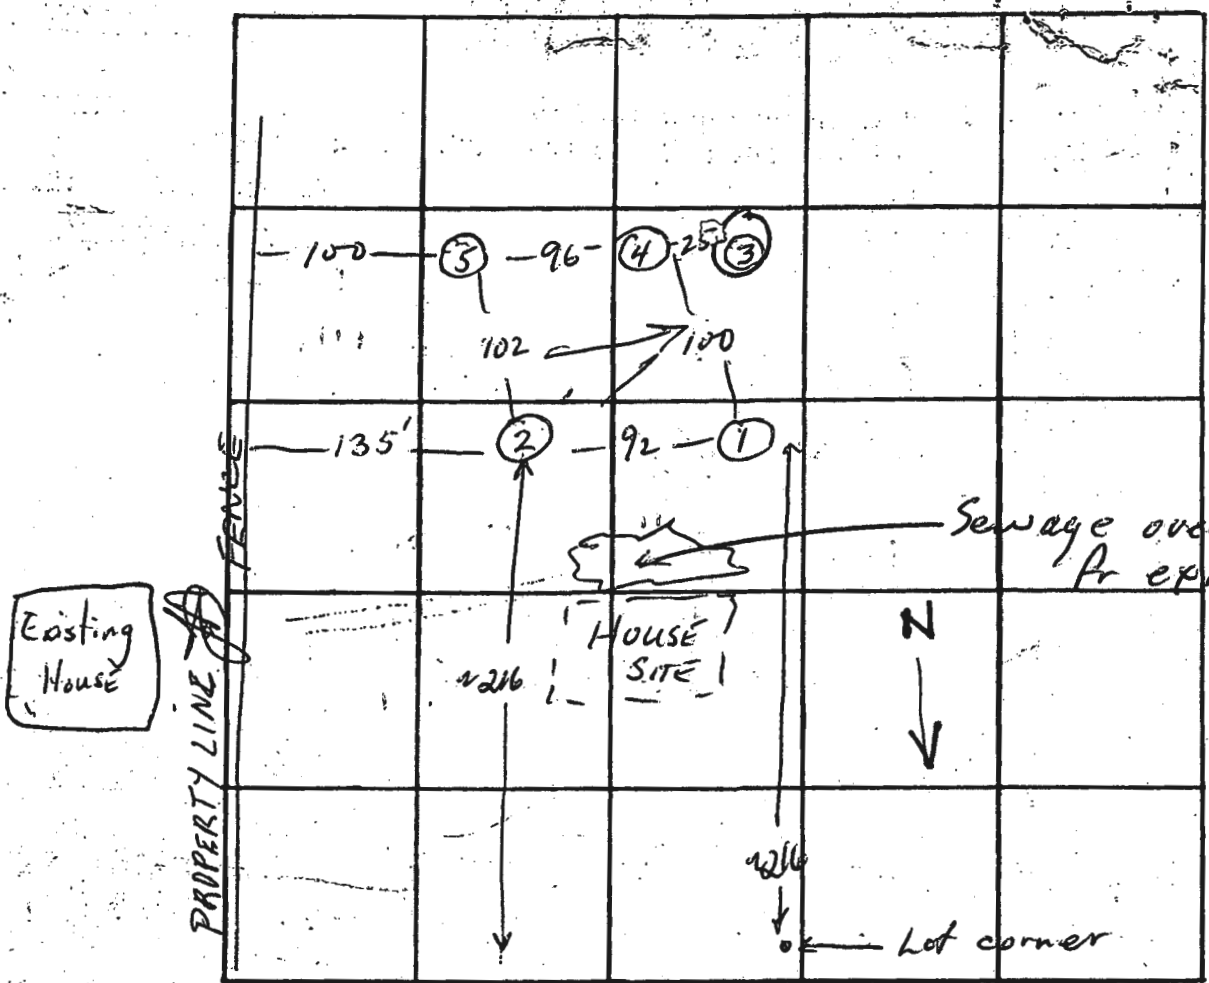 100 5 96 4 25 3
102 100
135' 2 92 1
FENCE
Sewage
fr
Existing
House
HOUSE
SITE
N
~216
PROPERTY LINE
~216
Lot corner